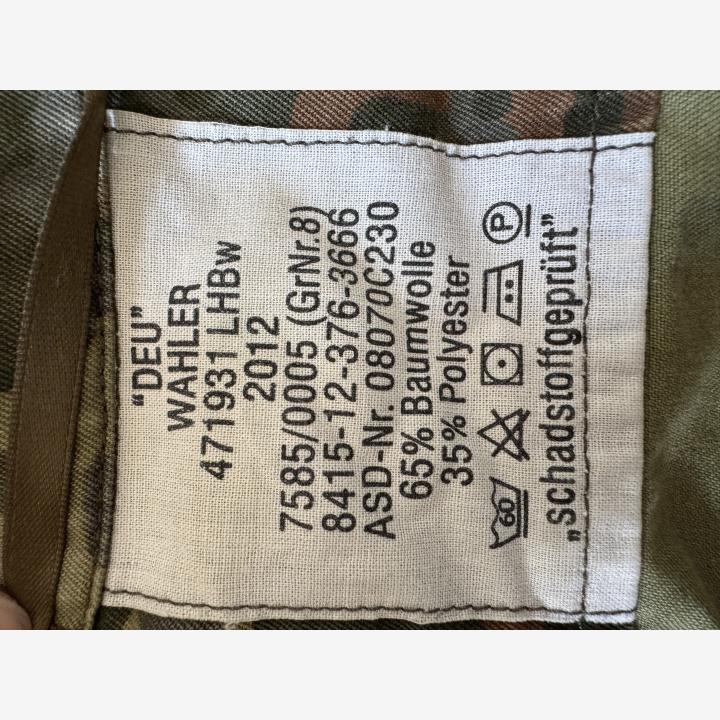 "DEU"
WAHLER
471931 LHBw
2012
7585/0005 (GrNr.8)
8415-12-376-3666
ASD-Nr. 08070C230
65% Baumwolle
35% Polyester
60 P
„schadstoffgeprüft”